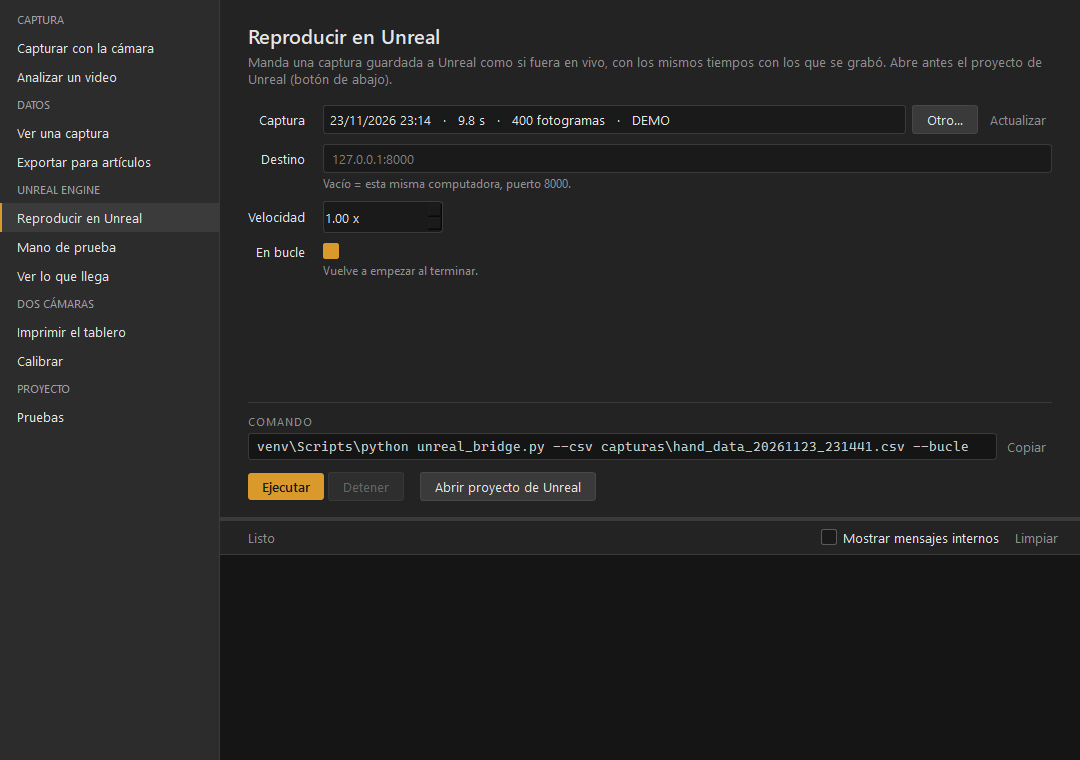 CAPTURA
Capturar con la cámara
Analizar un video
DATOS
Ver una captura
Exportar para artículos
UNREAL ENGINE
Reproducir en Unreal
Mano de prueba
Ver lo que llega
DOS CÁMARAS
Imprimir el tablero
Calibrar
PROYECTO
Pruebas
Reproducir en Unreal
Manda una captura guardada a Unreal como si fuera en vivo, con los mismos tiempos con los que se grabó. Abre antes el proyecto de
Unreal (botón de abajo).
Captura 23/11/2026 23:14 · 9.8 s · 400 fotogramas · DEMO Otro... Actualizar
Destino 127.0.0.1:8000
Vacío = esta misma computadora, puerto 8000.
Velocidad 1.00 x
En bucle
Vuelve a empezar al terminar.
COMANDO
venv\Scripts\python unreal_bridge.py --csv capturas\hand_data_20261123_231441.csv --bucle Copiar
Ejecutar Detener Abrir proyecto de Unreal
Listo Mostrar mensajes internos Limpiar